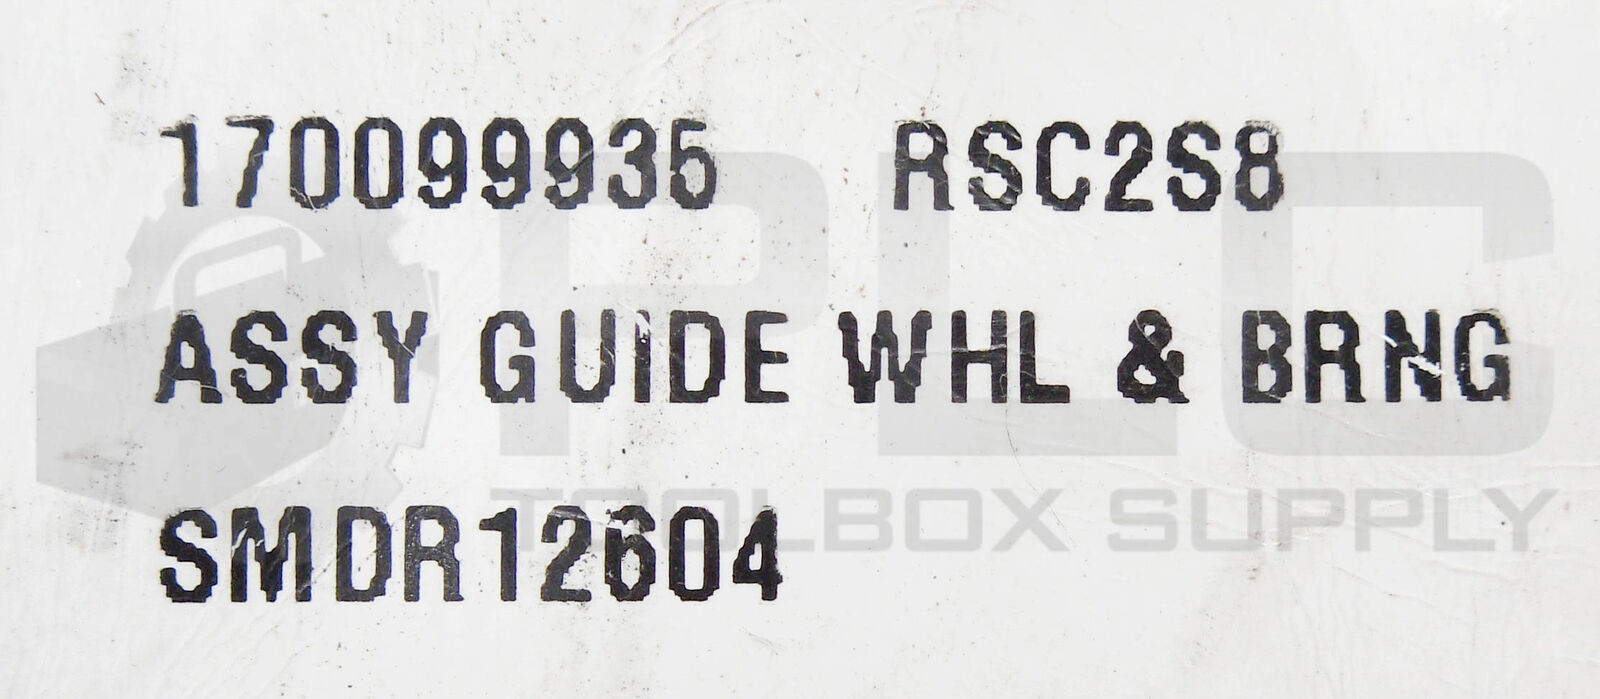 170099935 RSC2S8
ASSY GUIDE WHL & BRNG
SMDR12604
PLC
TOOLBOX SUPPLY